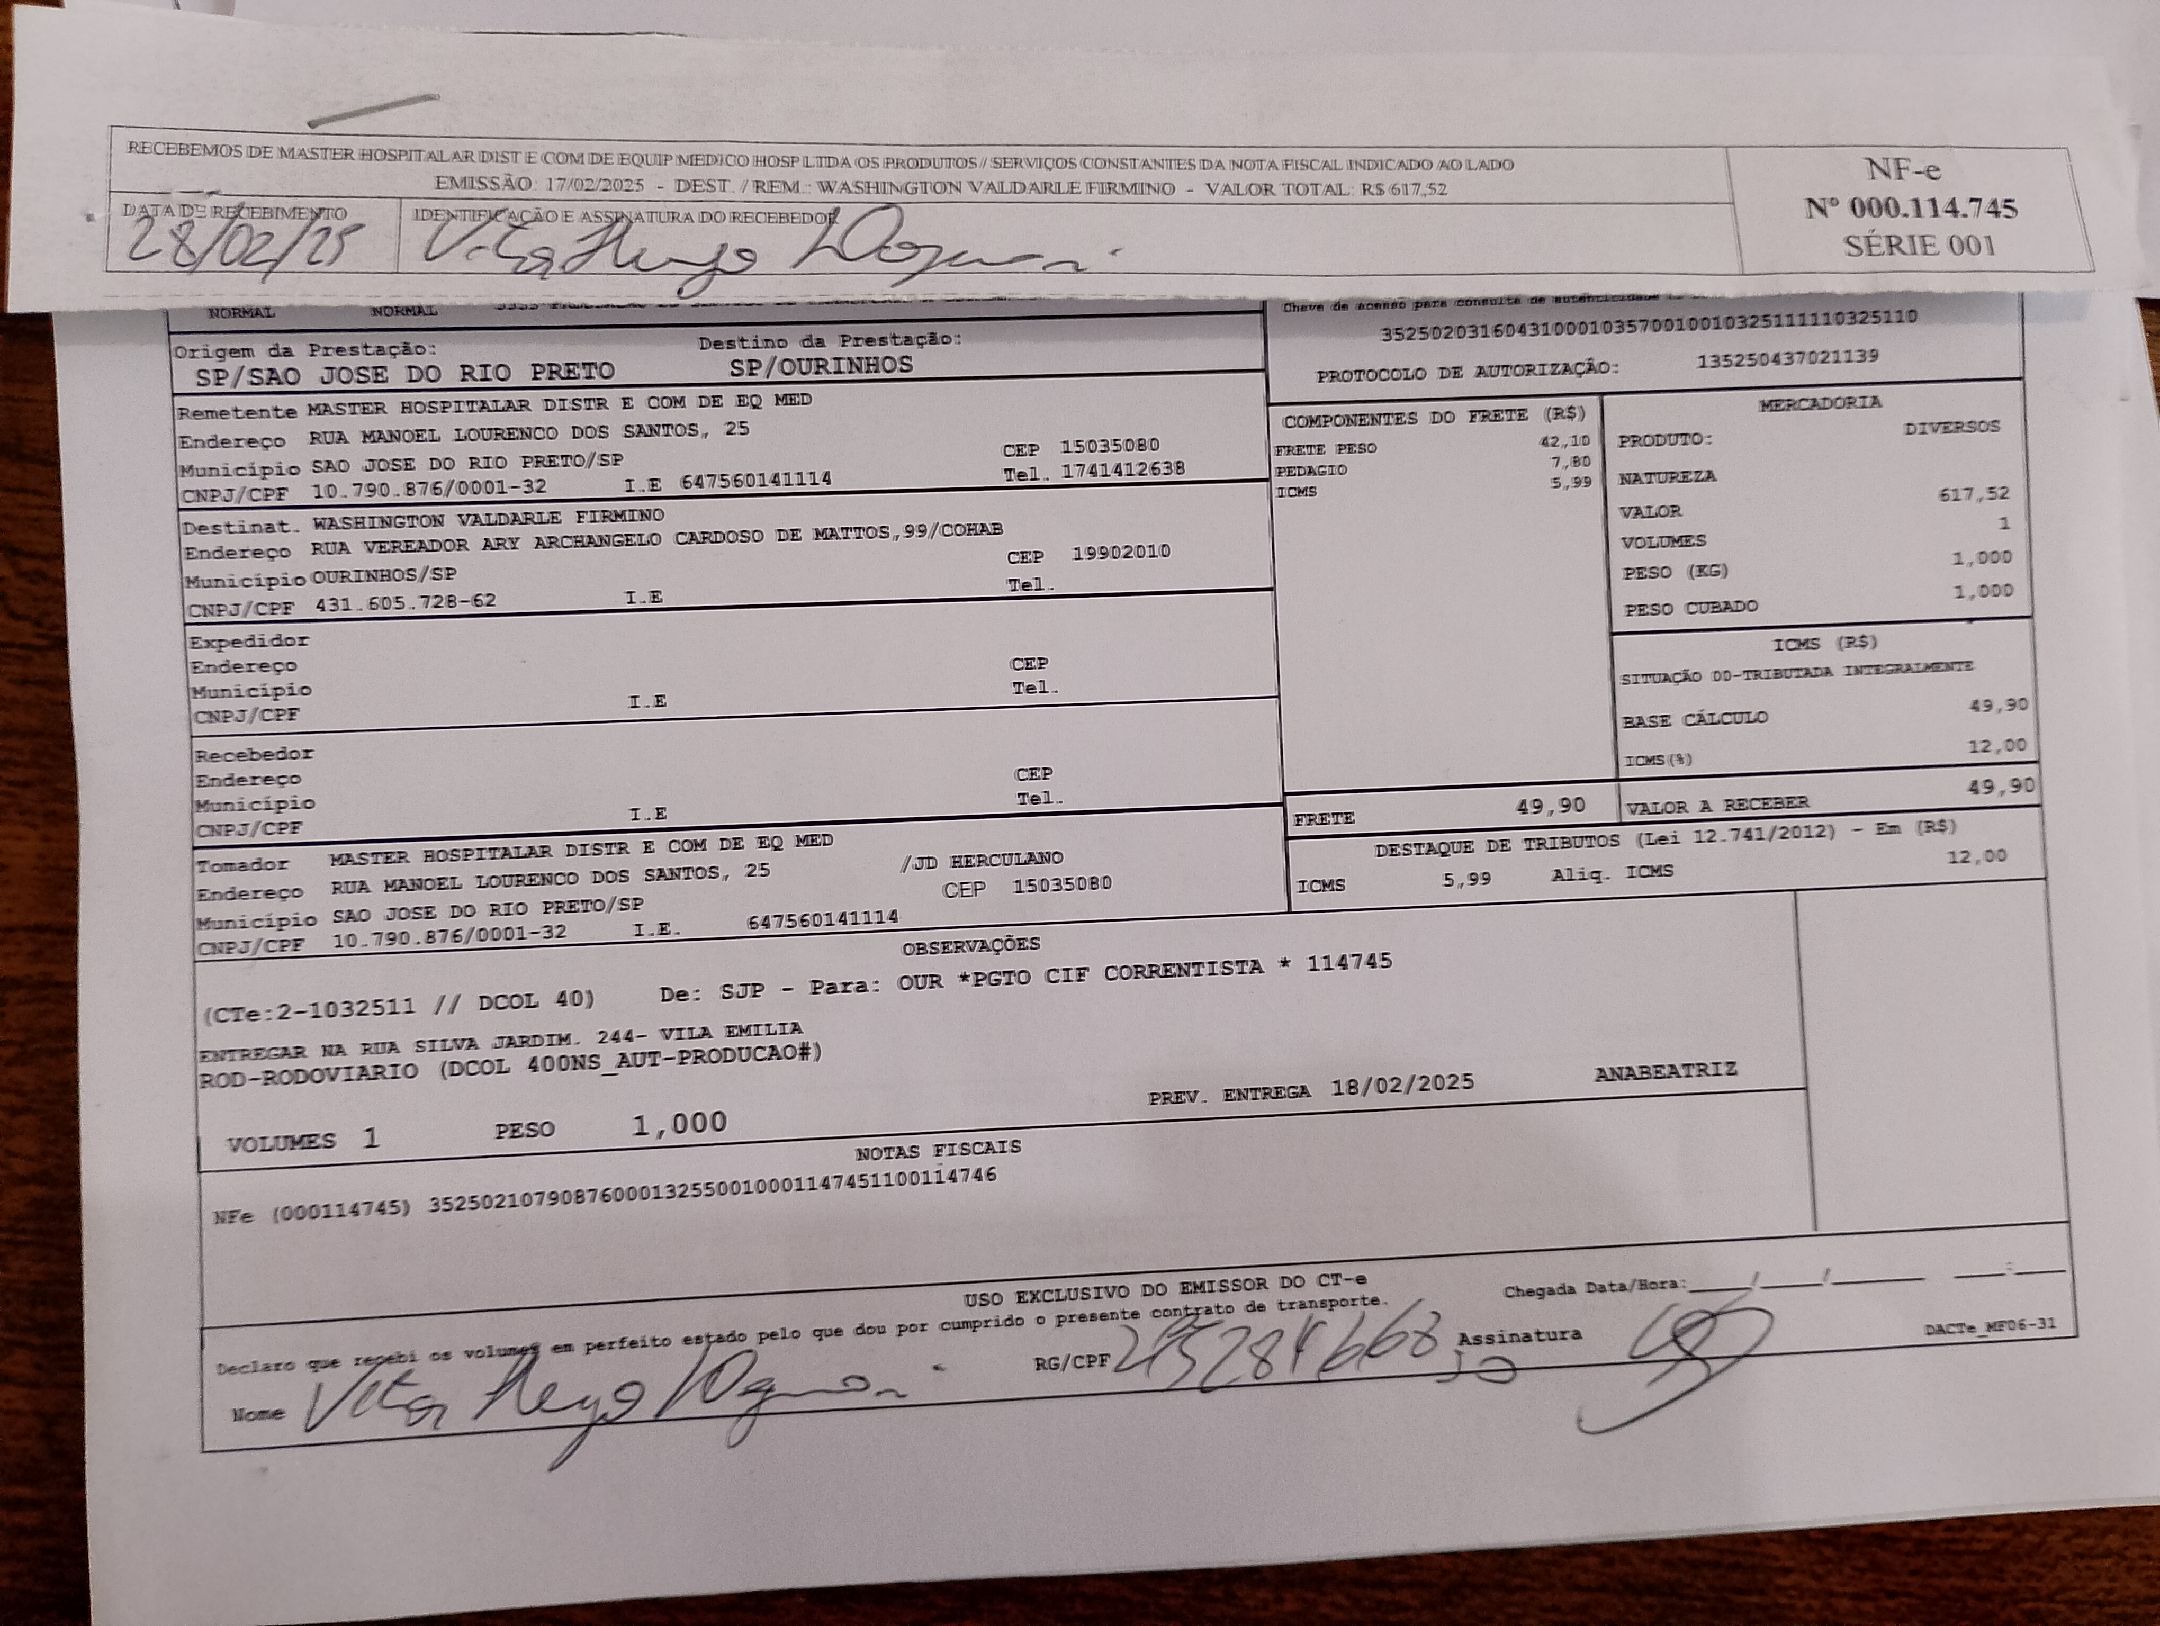 RECEBEMOS DE MASTER HOSPITALAR DIST E COM DE EQUIP MEDICO HOSP LTDA OS PRODUTOS / SERVIÇOS CONSTANTES DA NOTA FISCAL INDICADO AO LADO
EMISSÃO: 17/02/2025 - DEST. / REM.: WASHINGTON VALDARLE FIRMINO - VALOR TOTAL: R$ 617,52
NF-e
Nº 000.114.745
SÉRIE 001
DATA DE RECEBIMENTO
28/02/25
IDENTIFICAÇÃO E ASSINATURA DO RECEBEDOR
Vitor Hugo
NORMAL NORMAL
Chave de acesso para consulta de autenticidade
35250203160431000103570010010325111110325110
PROTOCOLO DE AUTORIZAÇÃO: 135250437021139
Origem da Prestação: Destino da Prestação:
SP/SAO JOSE DO RIO PRETO SP/OURINHOS
Remetente MASTER HOSPITALAR DISTR E COM DE EQ MED
Endereço RUA MANOEL LOURENCO DOS SANTOS, 25
Município SAO JOSE DO RIO PRETO/SP CEP 15035080
CNPJ/CPF 10.790.876/0001-32 I.E 647560141114 Tel. 1741412638
Destinat. WASHINGTON VALDARLE FIRMINO
Endereço RUA VEREADOR ARY ARCHANGELO CARDOSO DE MATTOS,99/COHAB
Município OURINHOS/SP CEP 19902010
CNPJ/CPF 431.605.728-62 I.E Tel.
Expedidor
Endereço
Município CEP
CNPJ/CPF I.E Tel.
Recebedor
Endereço
Município CEP
CNPJ/CPF I.E Tel.
Tomador MASTER HOSPITALAR DISTR E COM DE EQ MED
Endereço RUA MANOEL LOURENCO DOS SANTOS, 25 /JD HERCULANO
Município SAO JOSE DO RIO PRETO/SP CEP 15035080
CNPJ/CPF 10.790.876/0001-32 I.E. 647560141114
COMPONENTES DO FRETE (R$)
FRETE PESO 42,10
PEDAGIO 7,80
ICMS 5,99
MERCADORIA
PRODUTO: DIVERSOS
NATUREZA
VALOR 617,52
VOLUMES 1
PESO (KG) 1,000
PESO CUBADO 1,000
ICMS (R$)
SITUAÇÃO 00-TRIBUTADA INTEGRALMENTE
BASE CÁLCULO 49,90
ICMS(%) 12,00
FRETE 49,90 VALOR A RECEBER 49,90
DESTAQUE DE TRIBUTOS (Lei 12.741/2012) - Em (R$)
ICMS 5,99 Aliq. ICMS 12,00
OBSERVAÇÕES
(CTe:2-1032511 // DCOL 40) De: SJP - Para: OUR *PGTO CIF CORRENTISTA * 114745
ENTREGAR NA RUA SILVA JARDIM. 244- VILA EMILIA
ROD-RODOVIARIO (DCOL 400NS_AUT-PRODUCAO#)
PREV. ENTREGA 18/02/2025 ANABEATRIZ
VOLUMES 1 PESO 1,000
NOTAS FISCAIS
NFe (000114745) 35250210790876000132550010001147451100114746
USO EXCLUSIVO DO EMISSOR DO CT-e
Chegada Data/Hora:____/____/______ ____:____
Declaro que recebi os volumes em perfeito estado pelo que dou por cumprido o presente contrato de transporte.
DACTe_MF06-31
Nome Vitor Hugo RG/CPF Assinatura